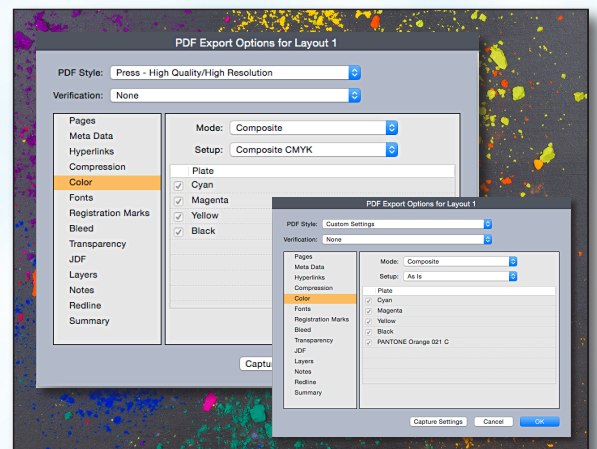 PDF Export Options for Layout 1
PDF Style: Press - High Quality/High Resolution
Verification: None
Pages
Meta Data
Hyperlinks
Compression
Color
Fonts
Registration Marks
Bleed
Transparency
JDF
Layers
Notes
Redline
Summary
Mode: Composite
Setup: Composite CMYK
Plate
Cyan
Magenta
Yellow
Black
Captu
PDF Export Options for Layout 1
PDF Style: Custom Settings
Verification: None
Pages
Meta Data
Hyperlinks
Compression
Color
Fonts
Registration Marks
Bleed
Transparency
JDF
Layers
Notes
Redline
Summary
Mode: Composite
Setup: As Is
Plate
Cyan
Magenta
Yellow
Black
PANTONE Orange 021 C
Capture Settings Cancel OK